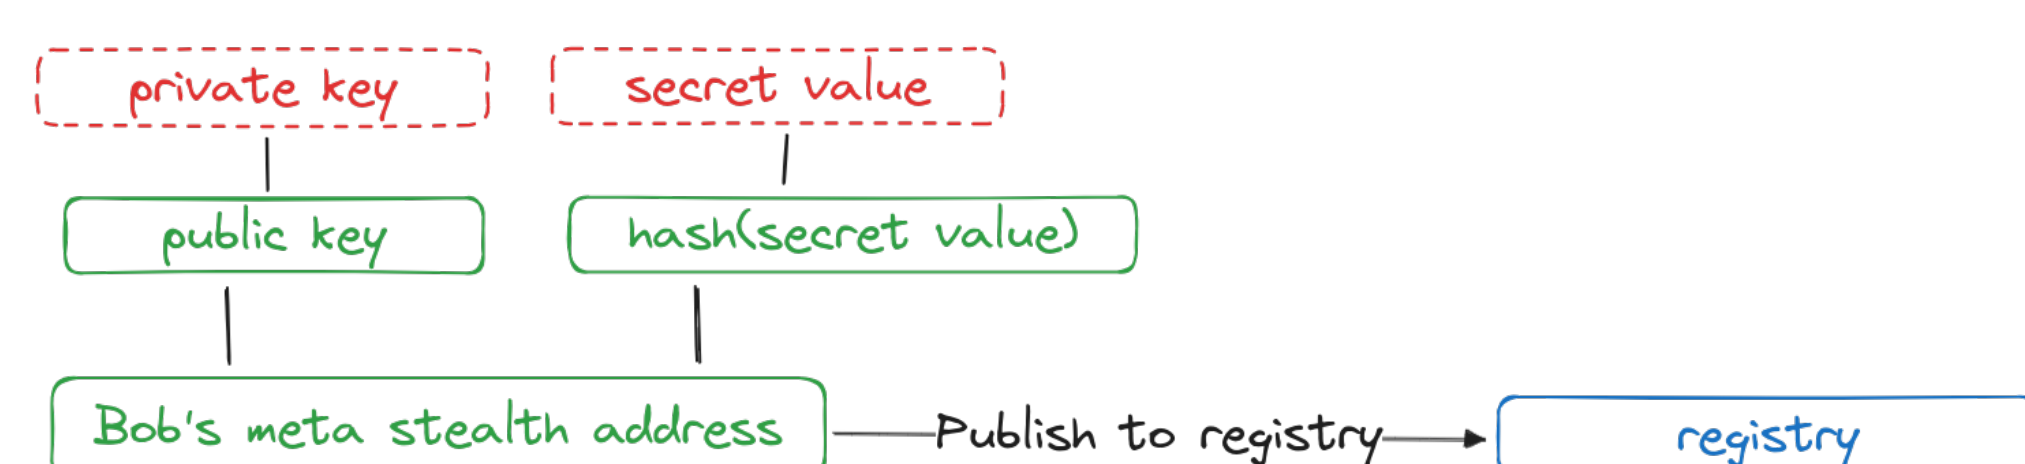 private key
secret value
public key
hash(secret value)
Bob's meta stealth address
Publish to registry
registry